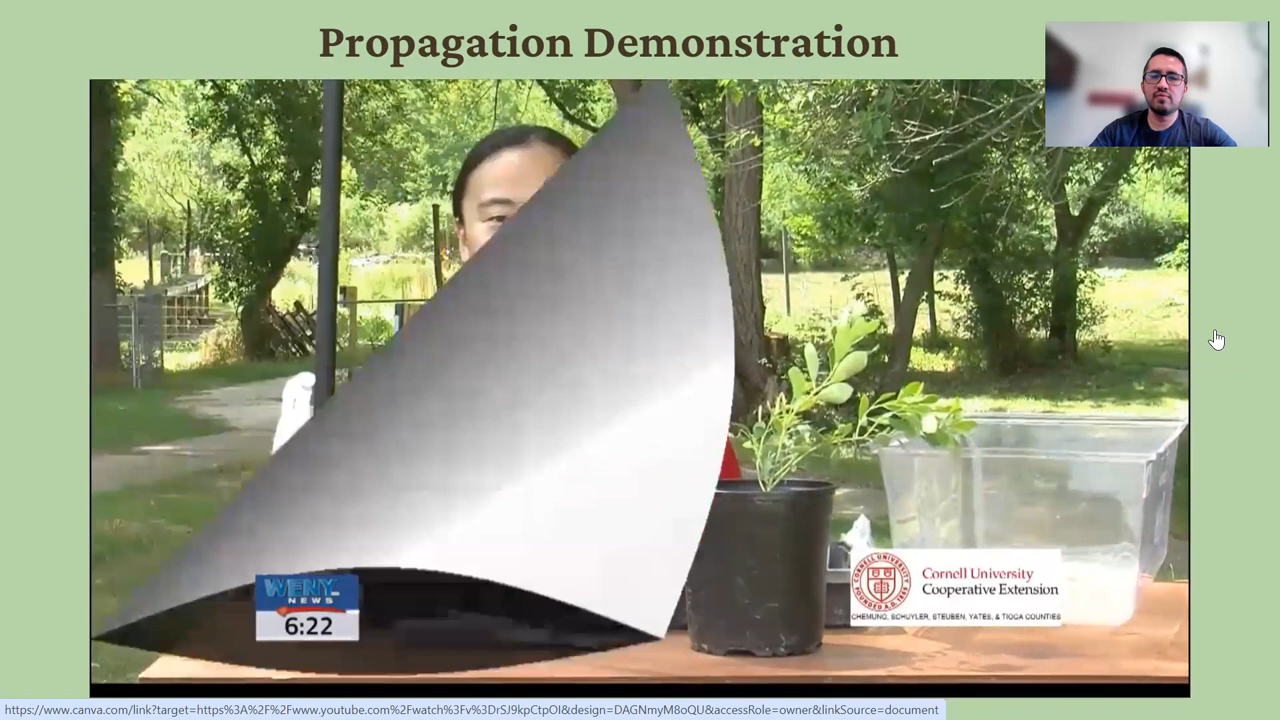 Propagation Demonstration
WENY
NEWS
6:22
Cornell University
Cooperative Extension
CHEMUNG, SCHUYLER, STEUBEN, YATES, & TIOGA COUNTIES
https://www.canva.com/link?target=https%3A%2F%2Fwww.youtube.com%2Fwatch%3Fv%3DrSJ9kpCtpOI&design=DAGNmyM8oQU&accessRole=owner&linkSource=document